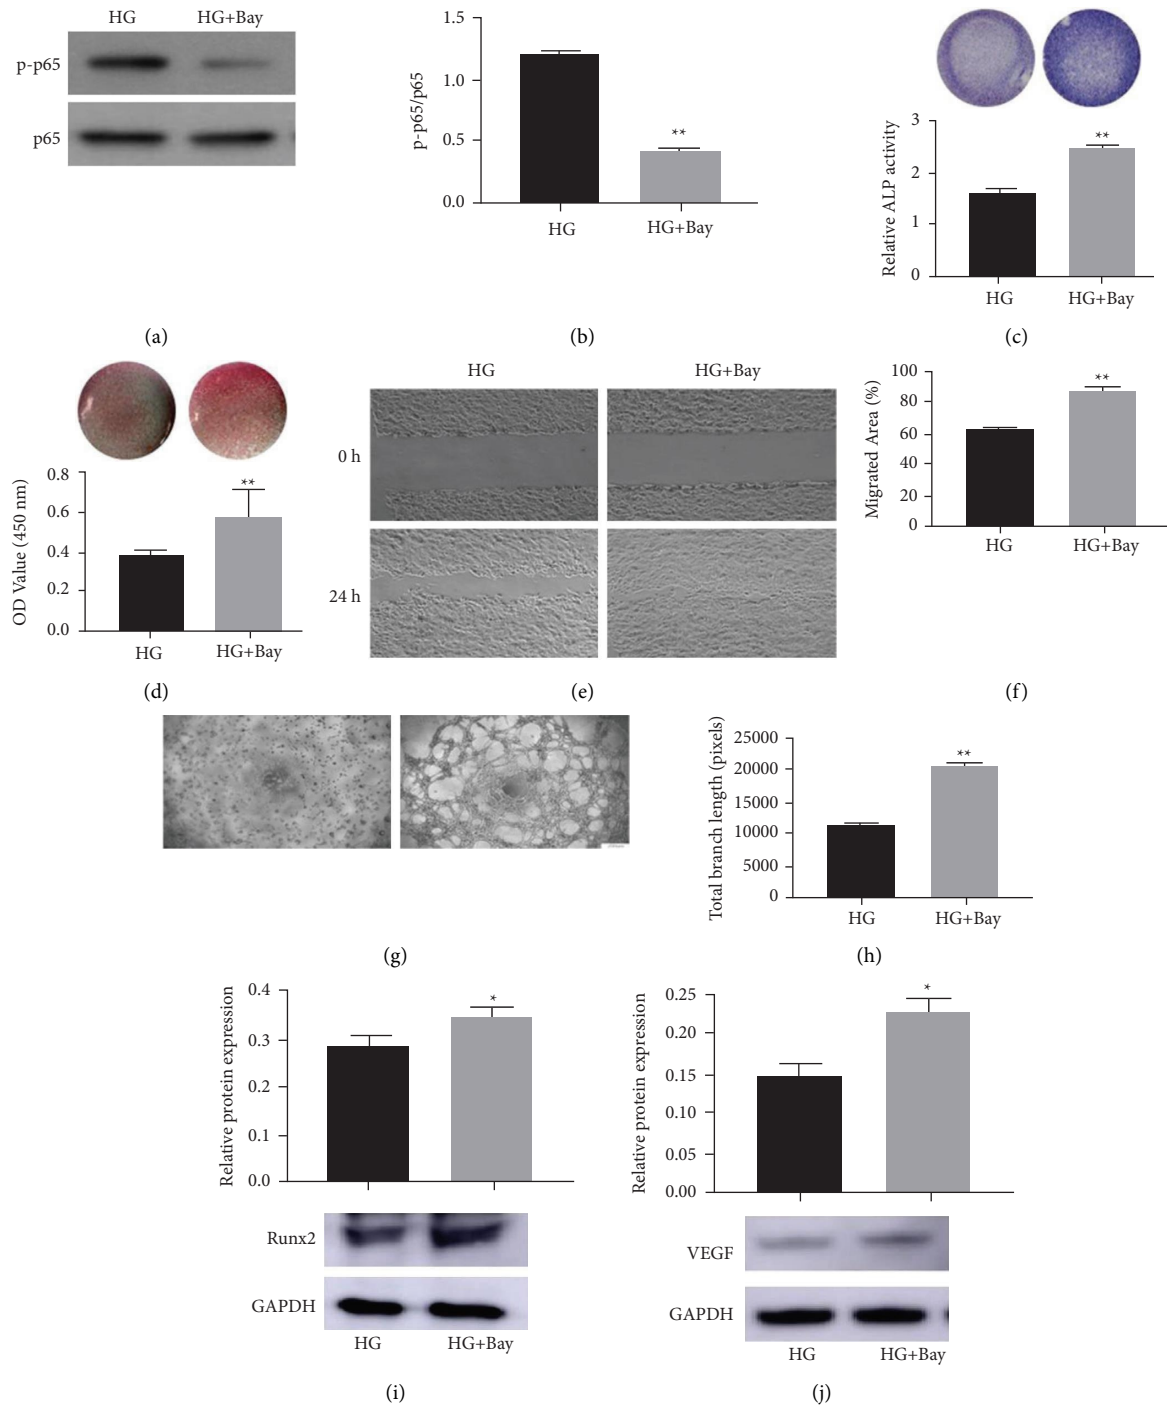 HG HG+Bay
p-p65
p65
(a)
1.5
1.0
0.5
0.0
p-p65/p65
**
HG HG+Bay
(b)
3
2
1
0
Relative ALP activity
**
HG HG+Bay
(c)
0.8
0.6
0.4
0.2
0.0
OD Value (450 nm)
**
HG HG+Bay
(d)
HG HG+Bay
0 h
24 h
(e)
100
80
60
40
20
0
Migrated Area (%)
**
HG HG+Bay
(f)
(g)
25000
20000
15000
10000
5000
0
Total branch length (pixels)
**
HG HG+Bay
(h)
0.4
0.3
0.2
0.1
0.0
Relative protein expression
*
Runx2
GAPDH
HG HG+Bay
(i)
0.25
0.20
0.15
0.10
0.05
0.00
Relative protein expression
*
VEGF
GAPDH
HG HG+Bay
(j)